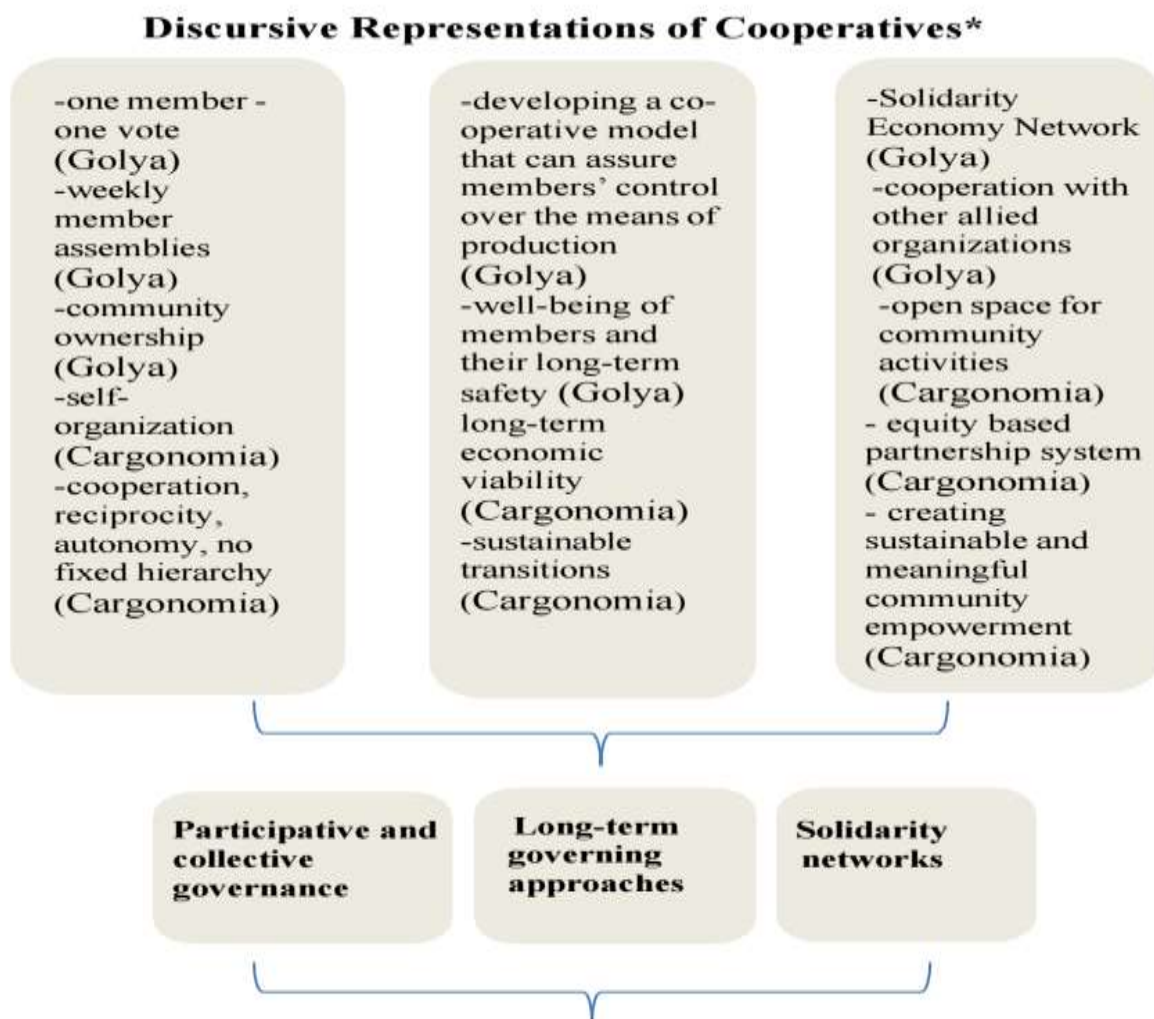 Discursive Representations of Cooperatives*
-one member -
one vote
(Golya)
-weekly
member
assemblies
(Golya)
-community
ownership
(Golya)
-self-
organization
(Cargonomia)
-cooperation,
reciprocity,
autonomy, no
fixed hierarchy
(Cargonomia)
-developing a co-
operative model
that can assure
members’ control
over the means of
production
(Golya)
-well-being of
members and
their long-term
safety (Golya)
long-term
economic
viability
(Cargonomia)
-sustainable
transitions
(Cargonomia)
-Solidarity
Economy Network
(Golya)
-cooperation with
other allied
organizations
(Golya)
-open space for
community
activities
(Cargonomia)
- equity based
partnership system
(Cargonomia)
- creating
sustainable and
meaningful
community
empowerment
(Cargonomia)
Participative and
collective
governance
Long-term
governing
approaches
Solidarity
networks